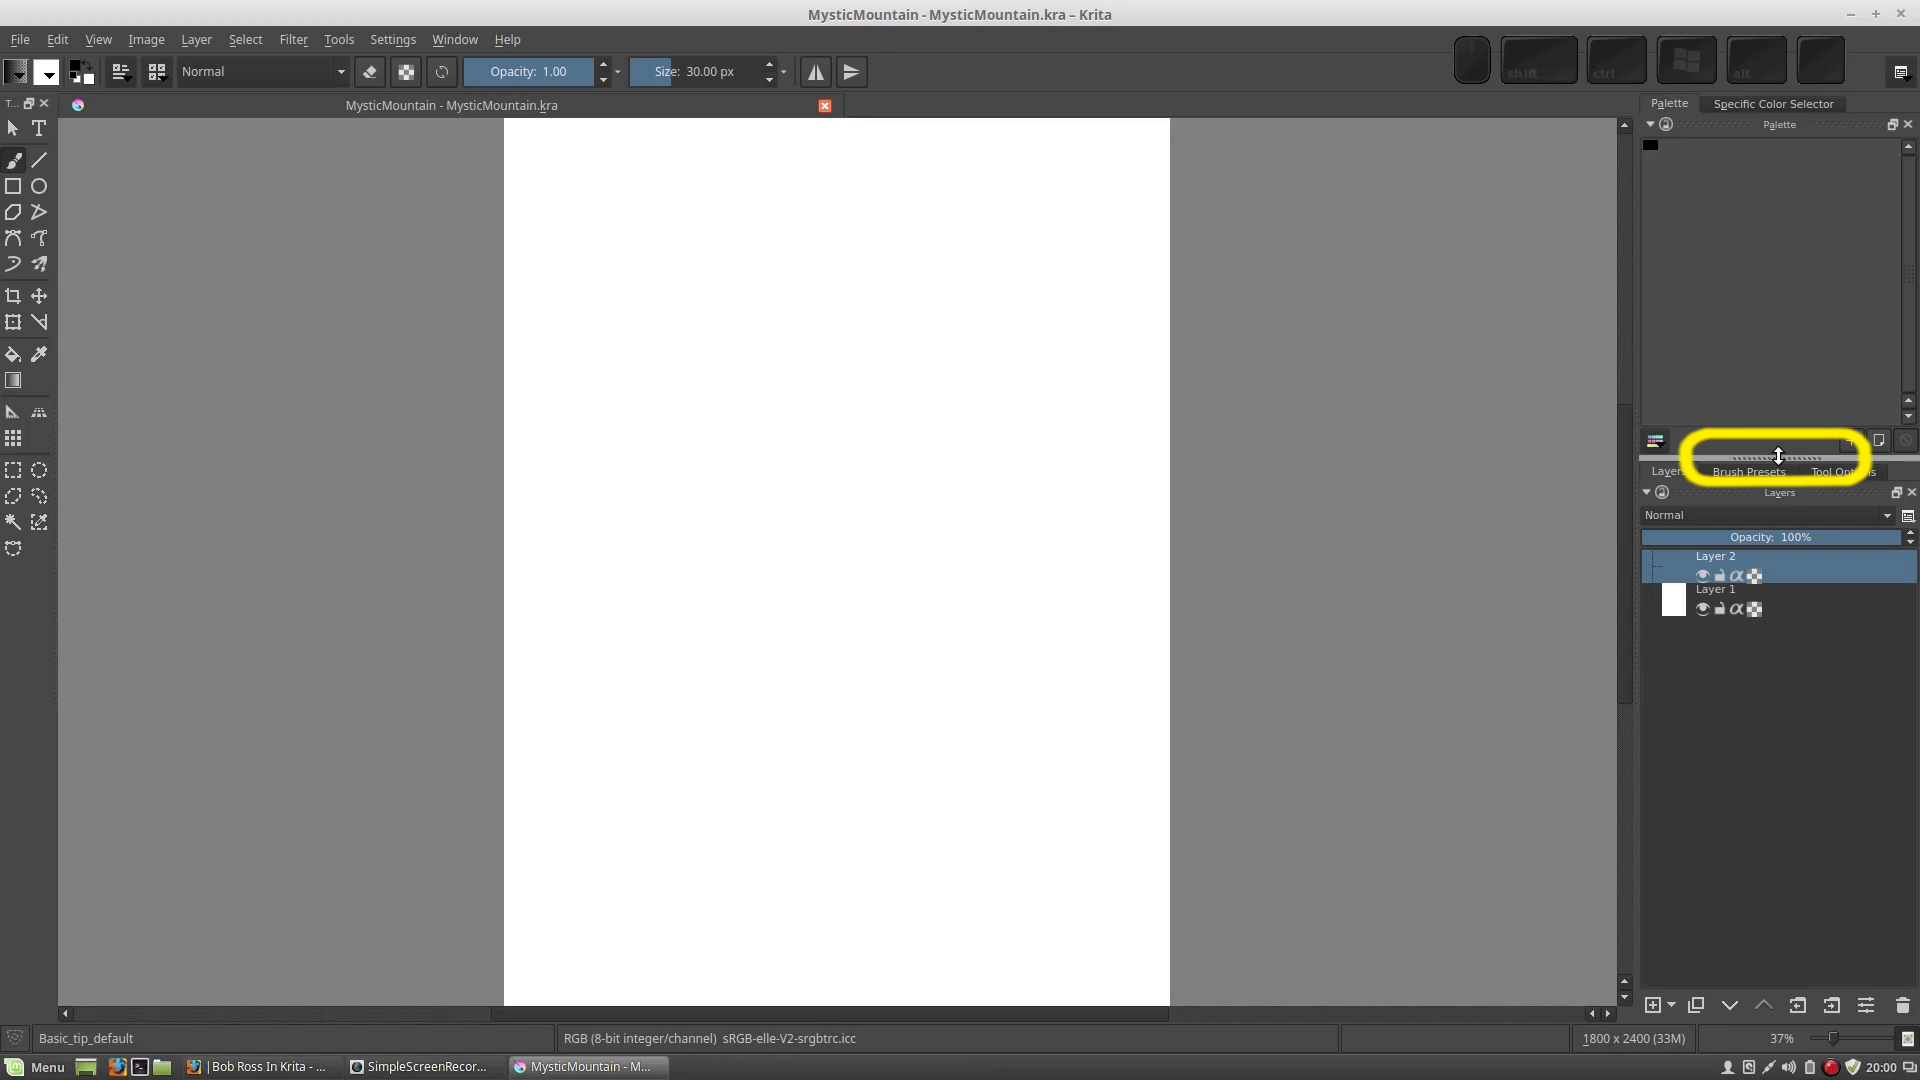 MysticMountain - MysticMountain.kra – Krita
File Edit View Image Layer Select Filter Tools Settings Window Help
Normal Opacity: 1.00 Size: 30.00 px shift ctrl alt
T... MysticMountain - MysticMountain.kra Palette Specific Color Selector
Palette
Layers Brush Presets Tool Options
Layers
Normal
Opacity: 100%
Layer 2
Layer 1
Basic_tip_default RGB (8-bit integer/channel) sRGB-elle-V2-srgbtrc.icc 1800 x 2400 (33M) 37%
Menu | Bob Ross In Krita - ... SimpleScreenRecor... MysticMountain - M... 20:00